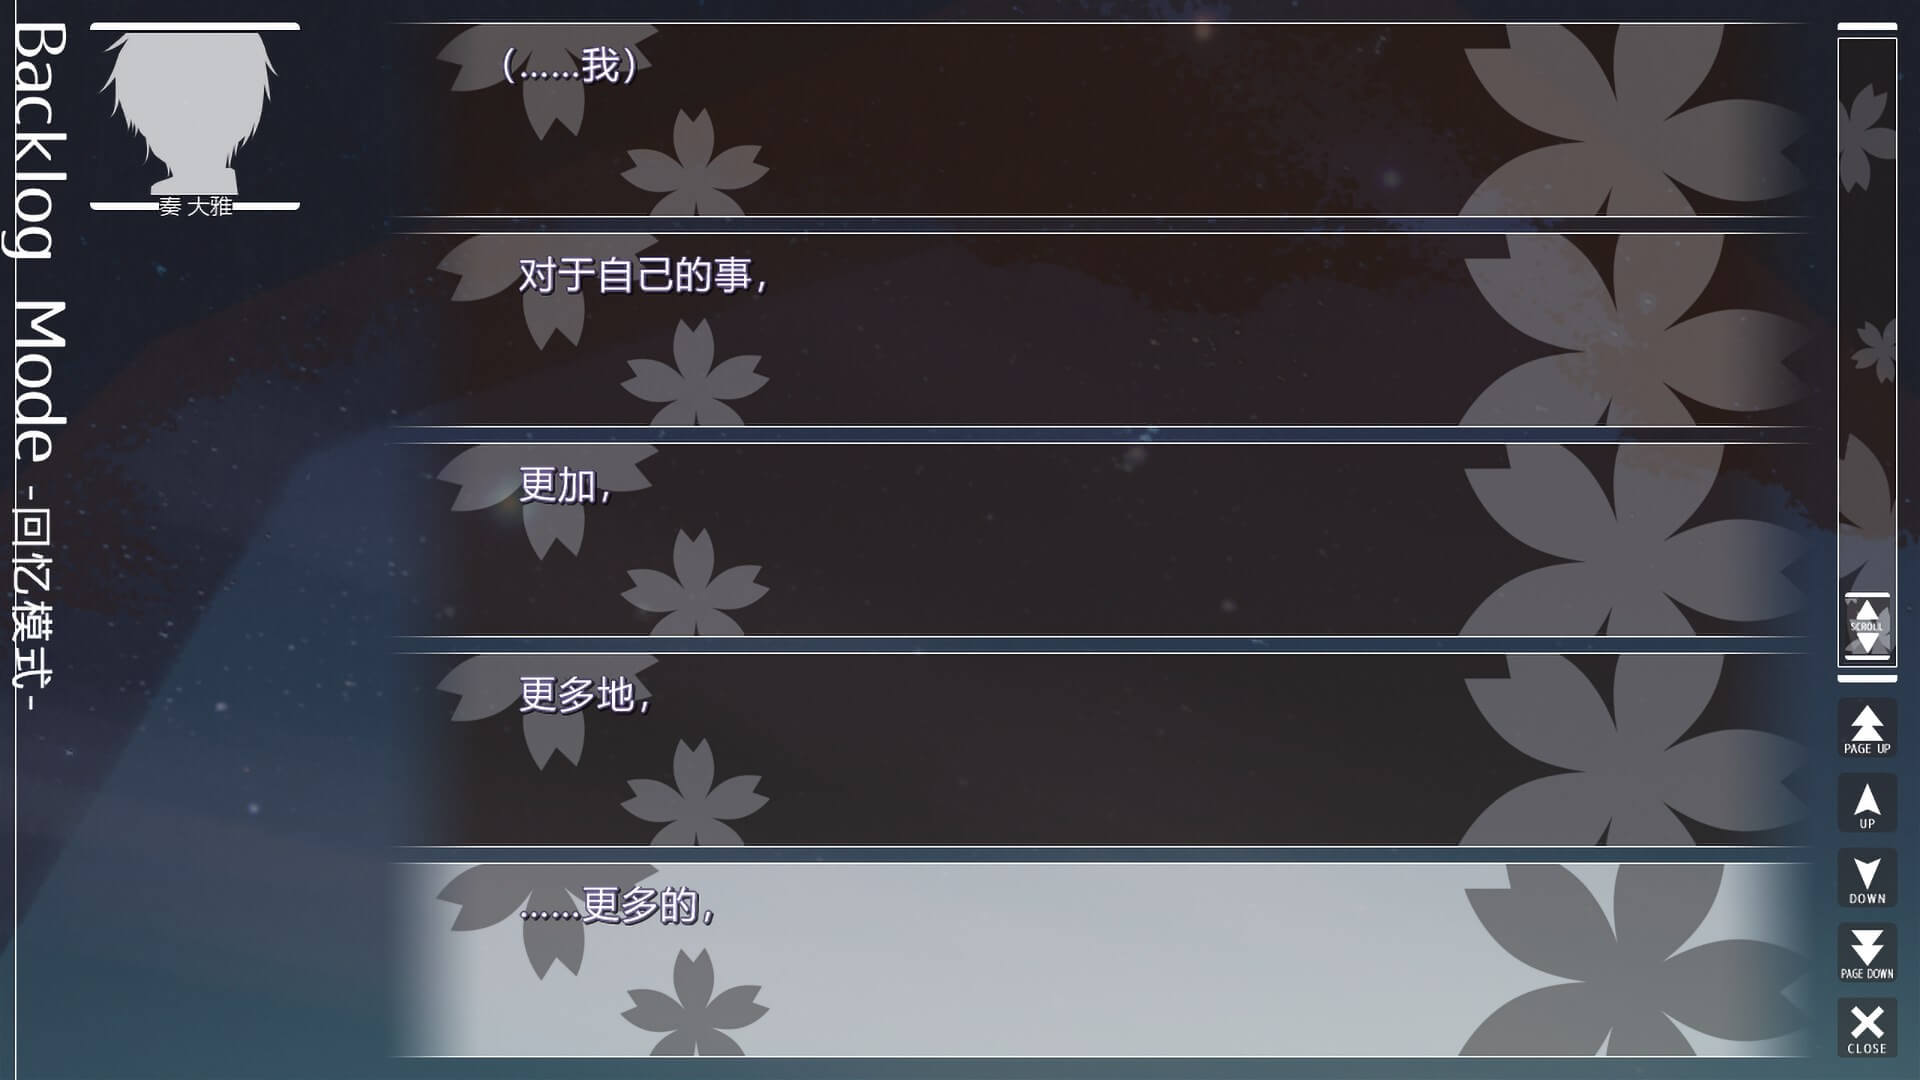 Backlog Mode -回忆模式-
奏 大雅
（……我）
对于自己的事，
更加，
更多地，
……更多的，
SCROLL
PAGE UP
UP
DOWN
PAGE DOWN
CLOSE